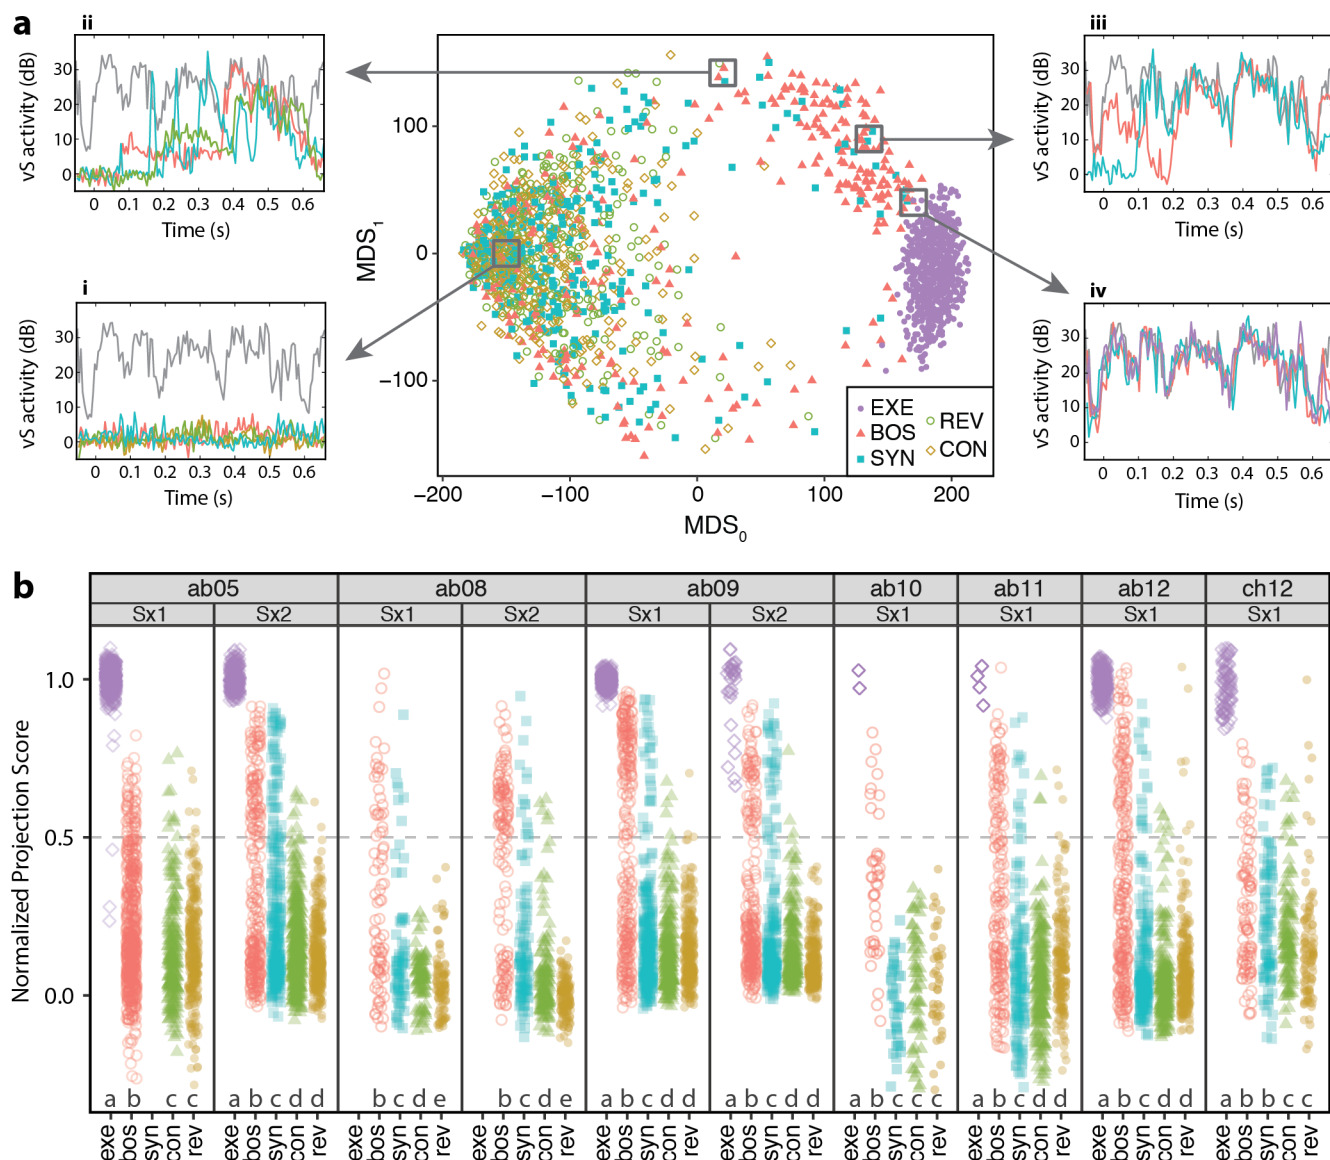 a
ii
vS activity (dB)
30
20
10
0
0 0.1 0.2 0.3 0.4 0.5 0.6
Time (s)
i
vS activity (dB)
30
20
10
0
0 0.1 0.2 0.3 0.4 0.5 0.6
Time (s)
MDS1
100
0
−100
−200 −100 0 100 200
MDS0
EXE
BOS
SYN
REV
CON
iii
vS activity (dB)
30
20
10
0
0 0.1 0.2 0.3 0.4 0.5 0.6
Time (s)
iv
vS activity (dB)
30
20
10
0
0 0.1 0.2 0.3 0.4 0.5 0.6
Time (s)
b
ab05 ab08 ab09 ab10 ab11 ab12 ch12
Sx1 Sx2 Sx1 Sx2 Sx1 Sx2 Sx1 Sx1 Sx1 Sx1
Normalized Projection Score
1.0
0.5
0.0
a b c c a b c d d b c d e b c d e a b c d d a b c d d a b c c c a b c d d a b c d d a b b c c
exe bos syn con rev exe bos syn con rev exe bos syn con rev exe bos syn con rev exe bos syn con rev exe bos syn con rev exe bos syn con rev exe bos syn con rev exe bos syn con rev exe bos syn con rev